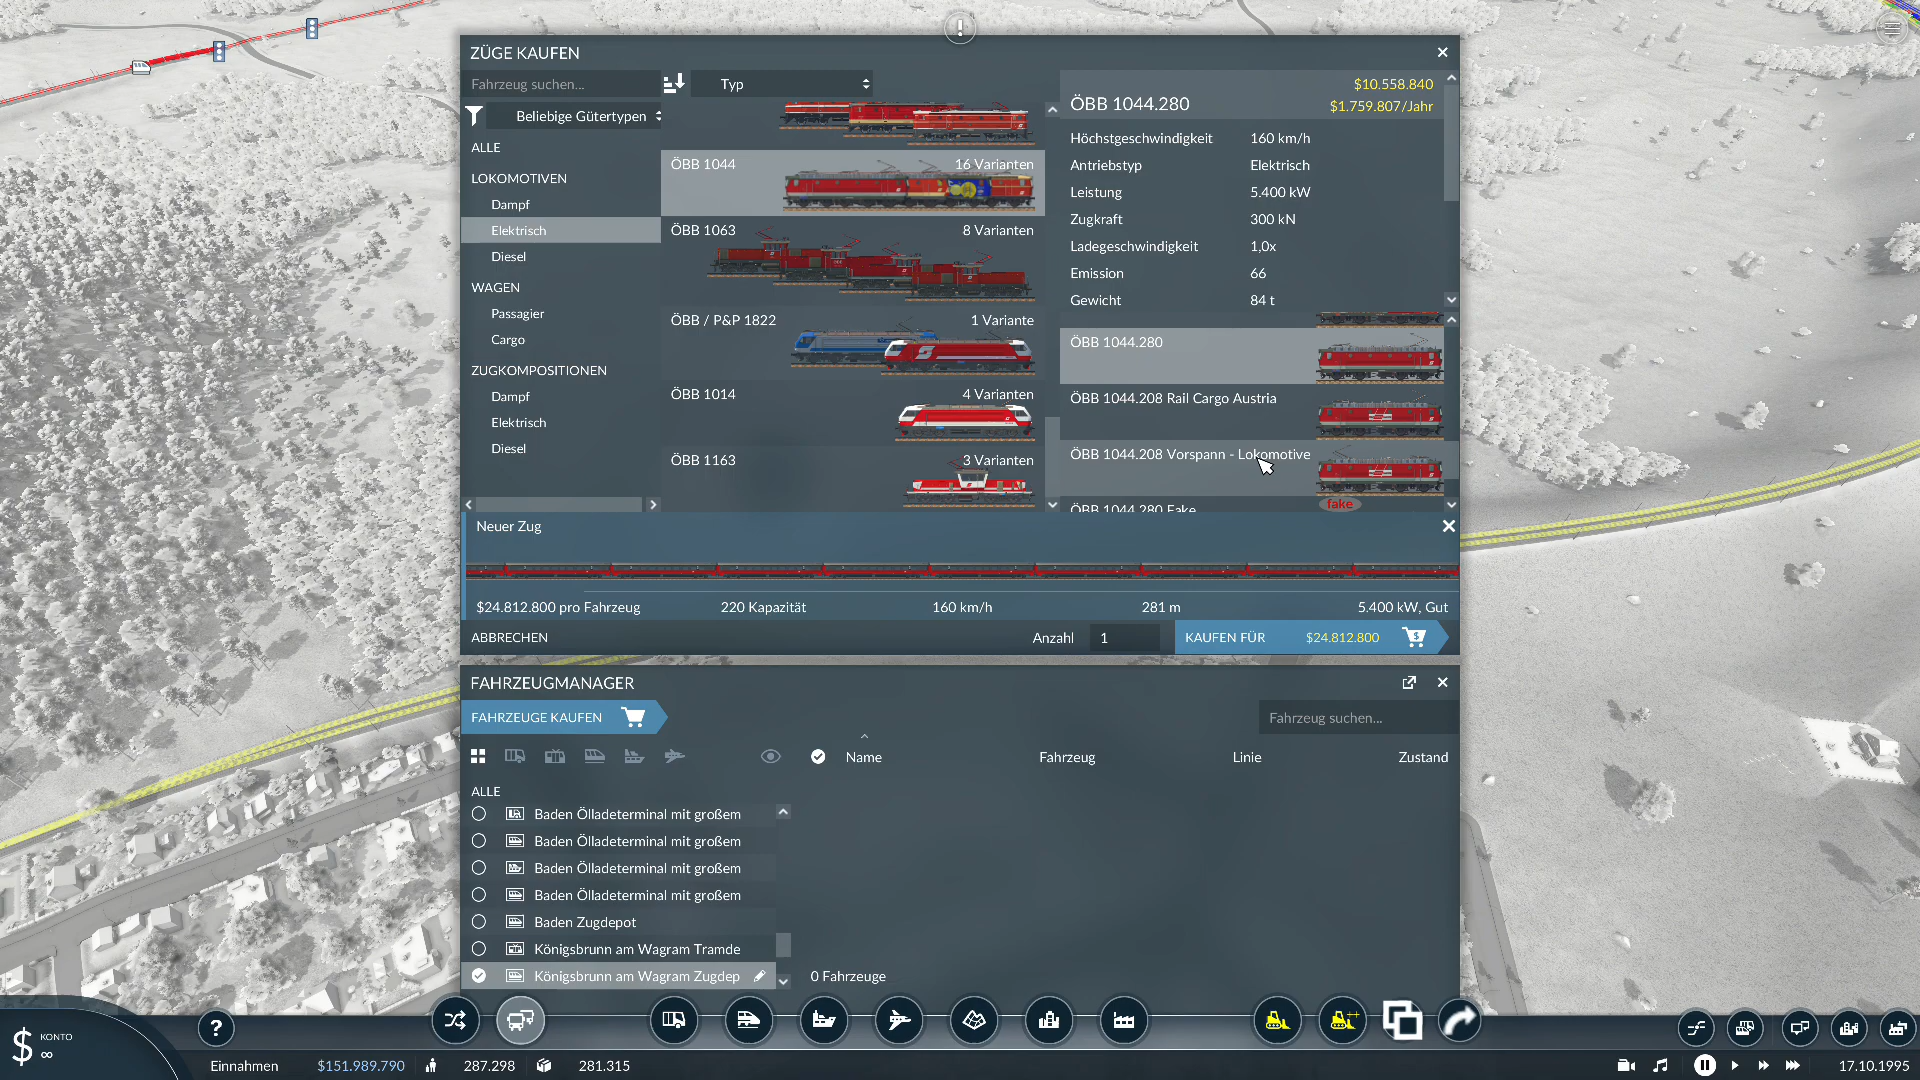 ZÜGE KAUFEN
Fahrzeug suchen...
Typ
Beliebige Gütertypen
ALLE
LOKOMOTIVEN
Dampf
Elektrisch
Diesel
WAGEN
Passagier
Cargo
ZUGKOMPOSITIONEN
Dampf
Elektrisch
Diesel
ÖBB 1044
16 Varianten
ÖBB 1063
8 Varianten
ÖBB / P&P 1822
1 Variante
ÖBB 1014
4 Varianten
ÖBB 1163
3 Varianten
$10.558.840
ÖBB 1044.280
$1.759.807/Jahr
Höchstgeschwindigkeit 160 km/h
Antriebstyp Elektrisch
Leistung 5.400 kW
Zugkraft 300 kN
Ladegeschwindigkeit 1,0x
Emission 66
Gewicht 84 t
ÖBB 1044.280
ÖBB 1044.208 Rail Cargo Austria
ÖBB 1044.208 Vorspann - Lokomotive
ÖBB 1044.280 Fake
fake
Neuer Zug
$24.812.800 pro Fahrzeug 220 Kapazität 160 km/h 281 m 5.400 kW, Gut
ABBRECHEN
Anzahl 1
KAUFEN FÜR $24.812.800
FAHRZEUGMANAGER
FAHRZEUGE KAUFEN
Fahrzeug suchen...
Name Fahrzeug Linie Zustand
ALLE
Baden Ölladeterminal mit großem
Baden Ölladeterminal mit großem
Baden Ölladeterminal mit großem
Baden Ölladeterminal mit großem
Baden Zugdepot
Königsbrunn am Wagram Tramde
Königsbrunn am Wagram Zugdep
0 Fahrzeuge
$ KONTO
∞
?
Einnahmen $151.989.790 287.298 281.315
17.10.1995